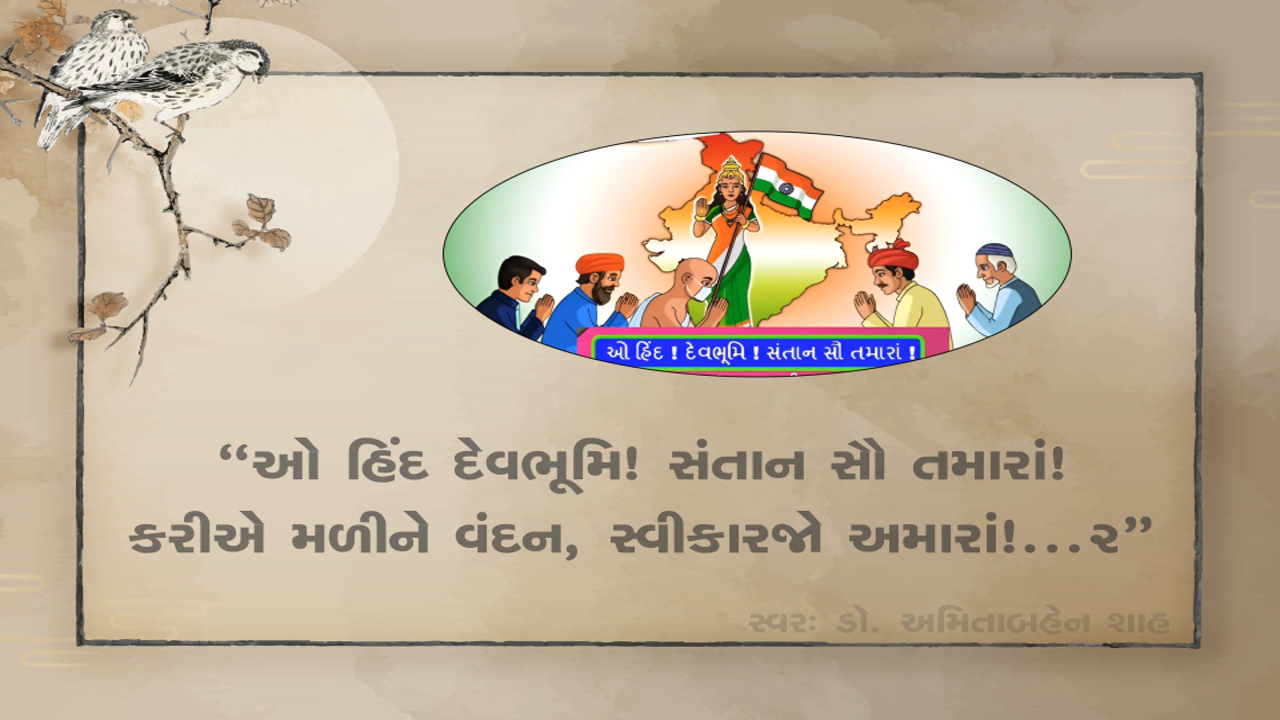 ઓ હિંદ ! દેવભૂમિ ! સંતાન સૌ તમારાં !
“ઓ હિંદ દેવભૂમિ! સંતાન સૌ તમારાં!
કરીએ મળીને વંદન, સ્વીકારજો અમારાં!...૨”
સ્વરઃ ડો. અમિતાબહેન શાહ